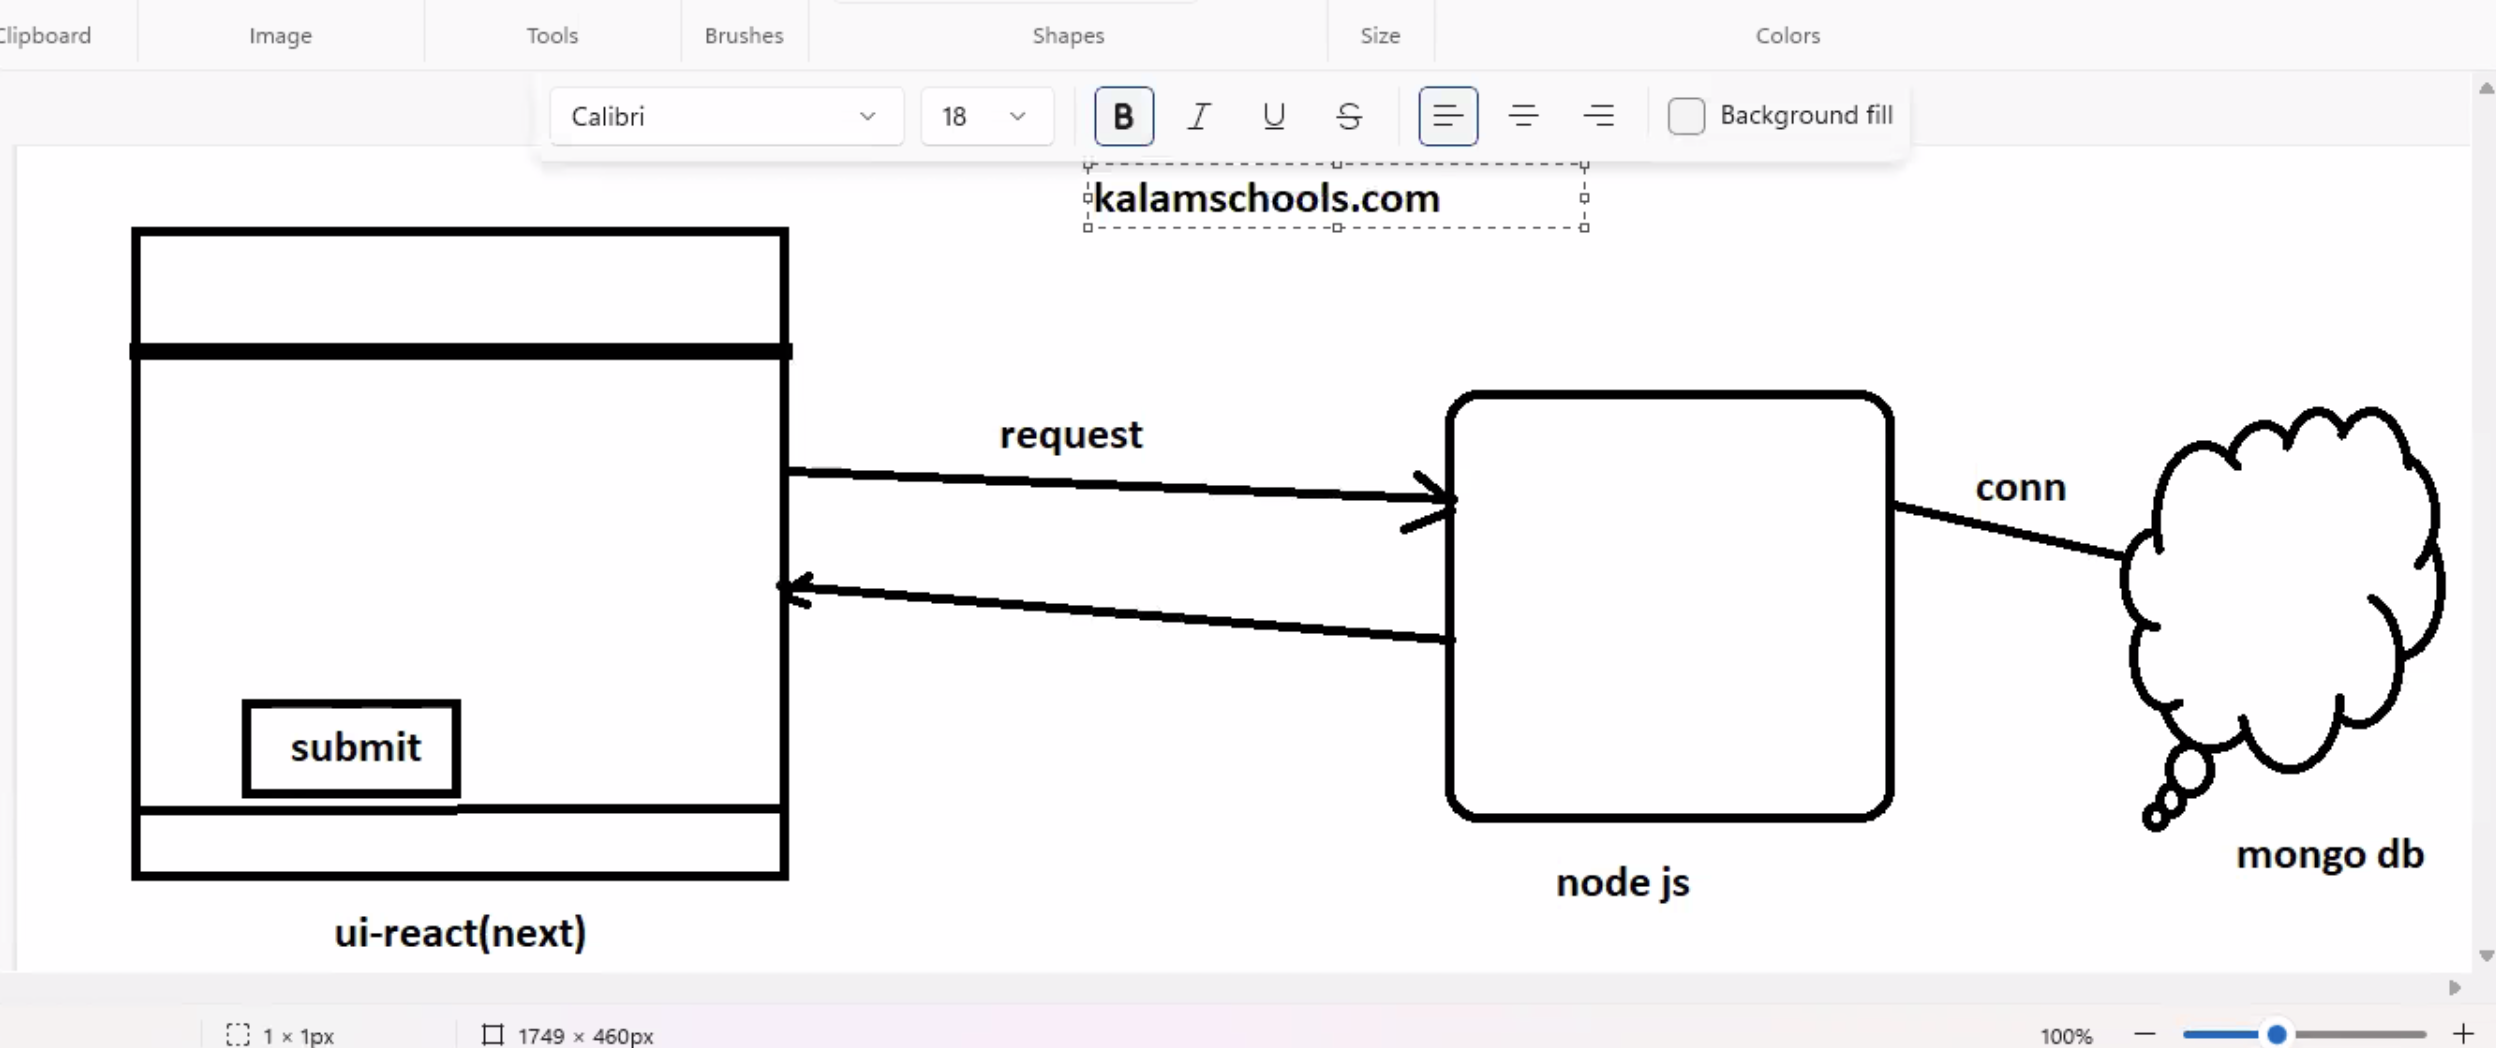 Clipboard
Image
Tools
Brushes
Shapes
Size
Colors
Calibri
18
B I U S
Background fill
kalamschools.com
request
conn
submit
mongo db
node js
ui-react(next)
1 × 1px
1749 × 460px
100%